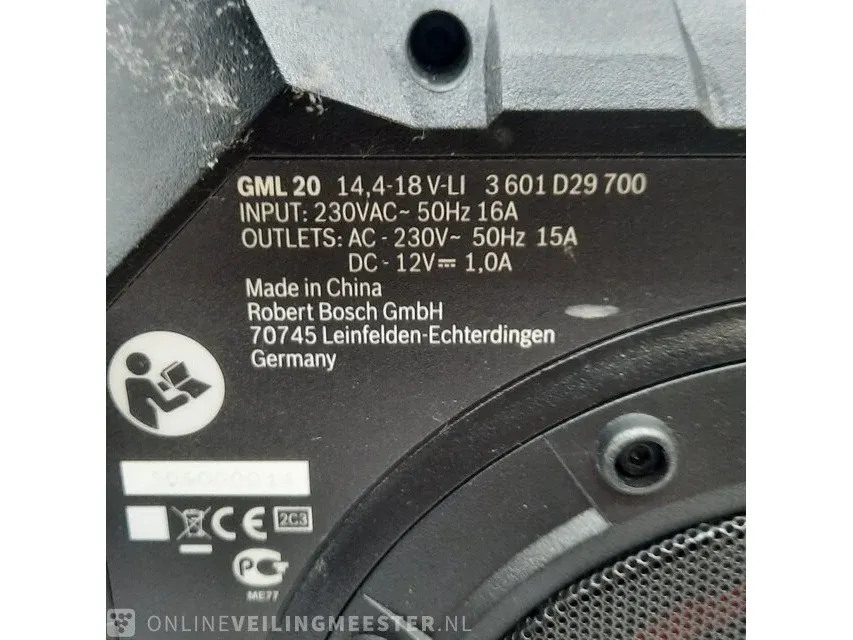 GML 20 14,4-18 V-LI 3 601 D29 700
INPUT: 230VAC~ 50Hz 16A
OUTLETS: AC - 230V~ 50Hz 15A
DC - 12V⎓ 1,0A
Made in China
Robert Bosch GmbH
70745 Leinfelden-Echterdingen
Germany
CE 2C3
PG
ME77
ONLINEVEILINGMEESTER.NL